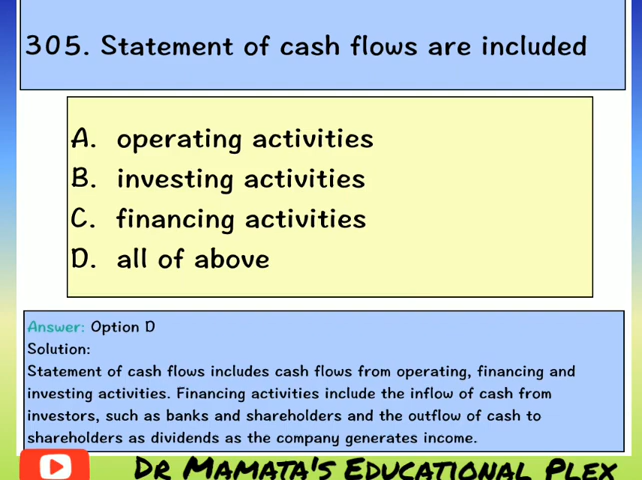 305. Statement of cash flows are included
A. operating activities
B. investing activities
C. financing activities
D. all of above
Answer: Option D
Solution:
Statement of cash flows includes cash flows from operating, financing and
investing activities. Financing activities include the inflow of cash from
investors, such as banks and shareholders and the outflow of cash to
shareholders as dividends as the company generates income.
DR MAMATA'S EDUCATIONAL PLEX